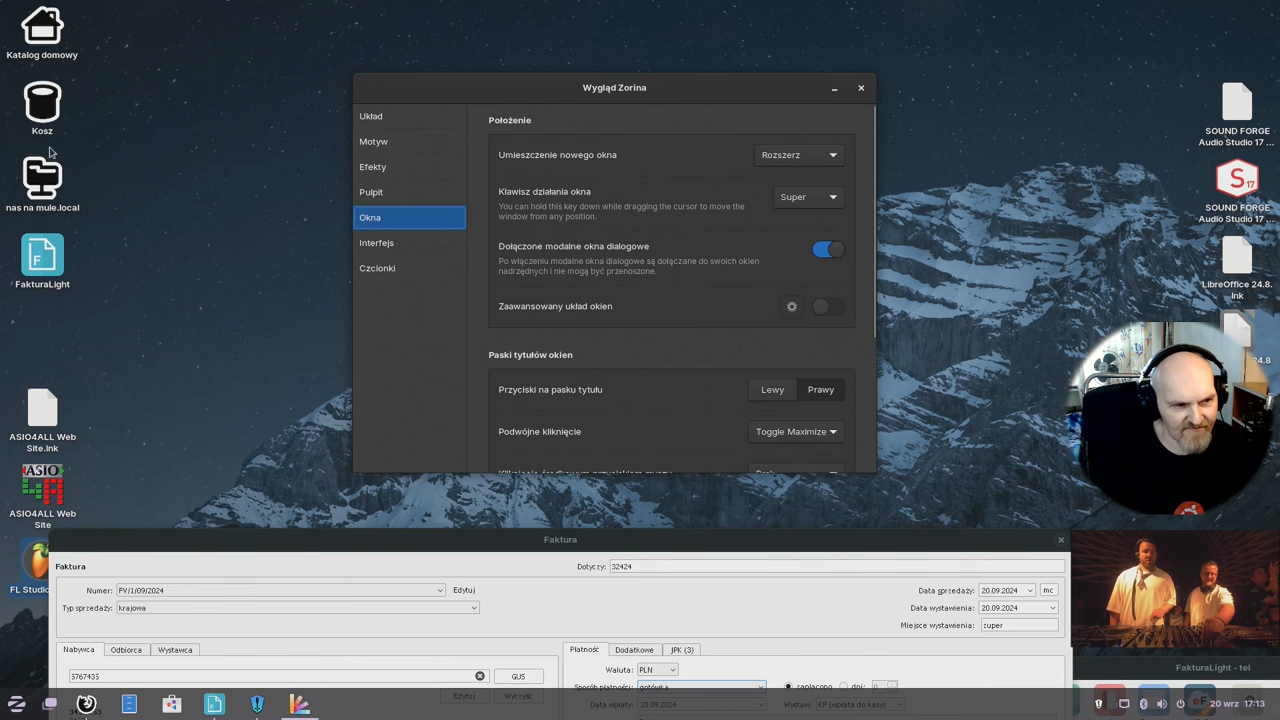 Katalog domowy
Kosz
nas na mule.local
FakturaLight
ASIO4ALL Web
Site.lnk
ASIO
ASIO4ALL Web
Site
FL Studio
Wygląd Zorina
Układ
Motyw
Efekty
Pulpit
Okna
Interfejs
Czcionki
Położenie
Umieszczenie nowego okna
Rozszerz
Klawisz działania okna
Super
You can hold this key down while dragging the cursor to move the
window from any position.
Dołączone modalne okna dialogowe
Po włączeniu modalne okna dialogowe są dołączane do swoich okien
nadrzędnych i nie mogą być przenoszone.
Zaawansowany układ okien
Paski tytułów okien
Przyciski na pasku tytułu
Lewy
Prawy
Podwójne kliknięcie
Toggle Maximize
SOUND FORGE
Audio Studio 17 ...
S
17
SOUND FORGE
Audio Studio 17 ...
LibreOffice 24.8.
lnk
24.8
Faktura
Faktura
Dotyczy: 32424
Numer: FV/1/09/2024
Edytuj
Typ sprzedaży: krajowa
Data sprzedaży: 20.09.2024
mc
Data wystawienia: 20.09.2024
Miejsce wystawienia: zuper
Nabywca
Odbiorca
Wystawca
5767435
GUS
Edytuj
Wyczyść
Płatność
Dodatkowe
JPK (3)
Waluta: PLN
Sposób płatności: gotówka
zapłacono
dni: 0
Data wpłaty: 20.09.2024
Wystaw: KP (wpłata do kasy)
FakturaLight - tei
20 wrz 17:13